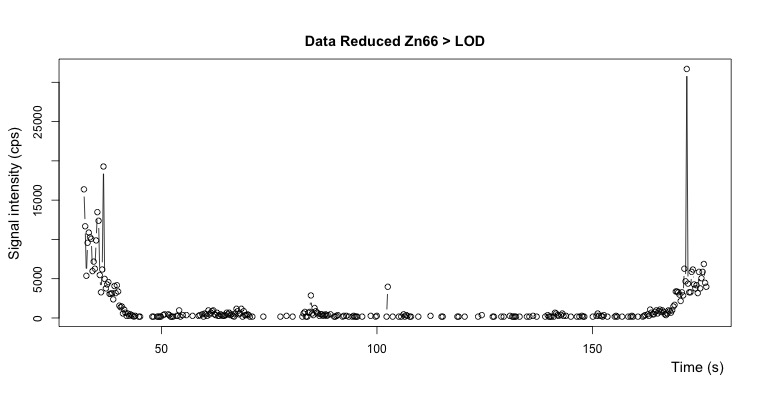 Data Reduced Zn66 > LOD
Signal intensity (cps)
25000
15000
5000
0
50
100
150
Time (s)